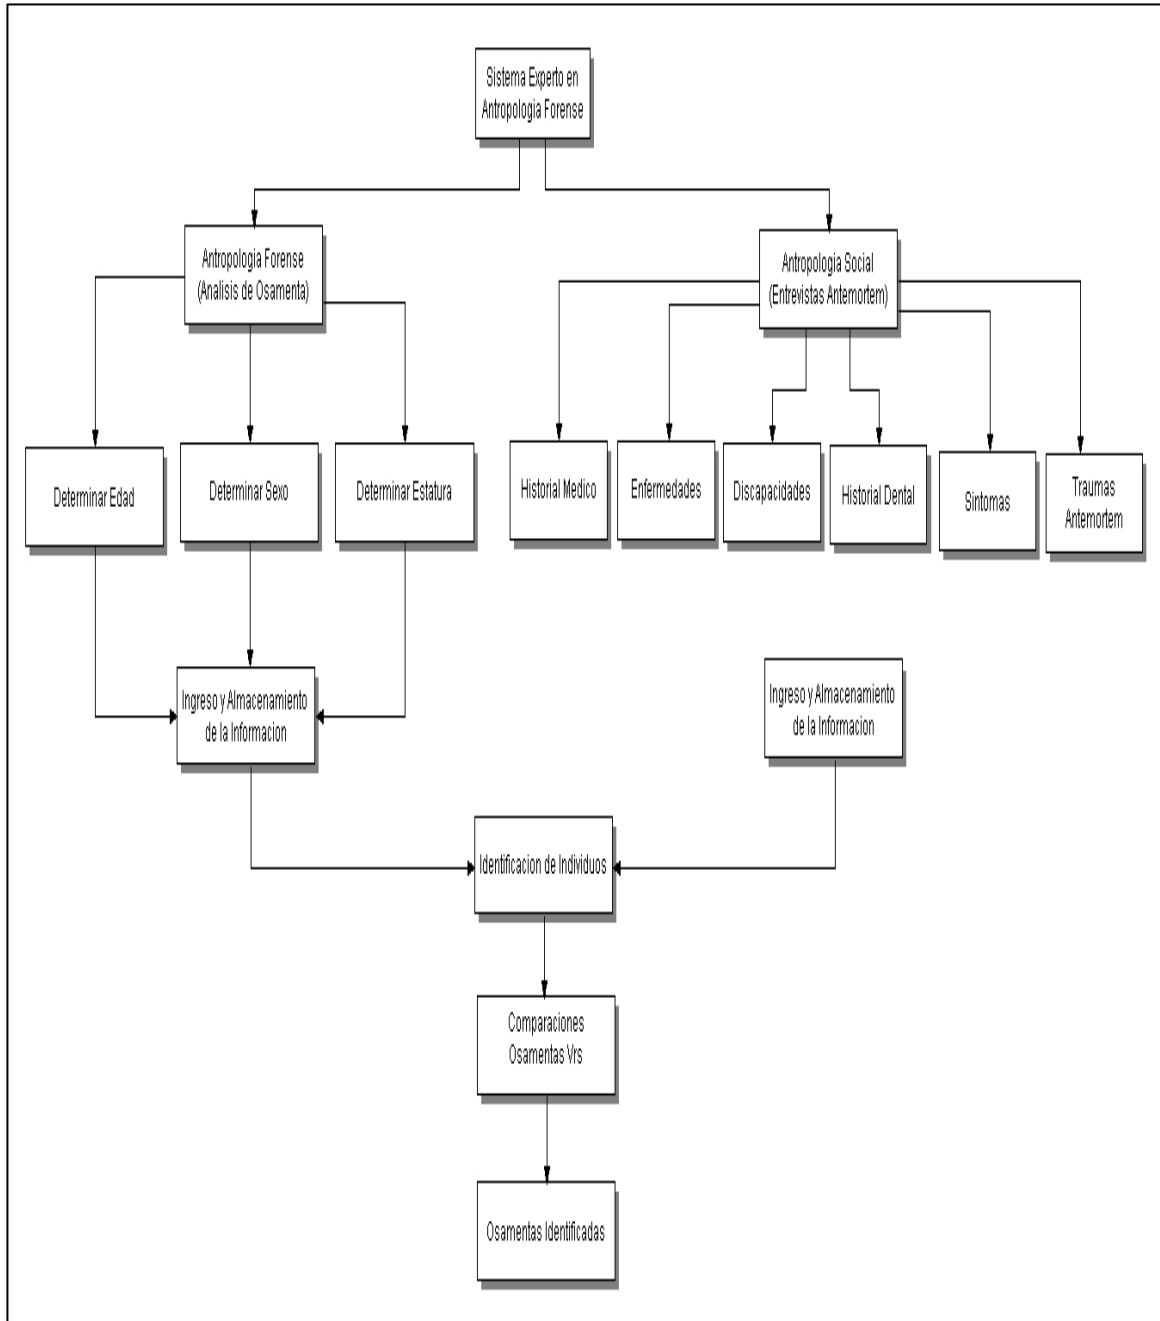 Sistema Experto en
Antropologia Forense
Antropologia Forense
(Analisis de Osamenta)
Antropologia Social
(Entrevistas Antemortem)
Determinar Edad
Determinar Sexo
Determinar Estatura
Historial Medico
Enfermedades
Discapacidades
Historial Dental
Sintomas
Traumas
Antemortem
Ingreso y Almacenamiento
de la Informacion
Ingreso y Almacenamiento
de la Informacion
Identificacion de Individuos
Comparaciones
Osamentas Vrs
Osamentas Identificadas